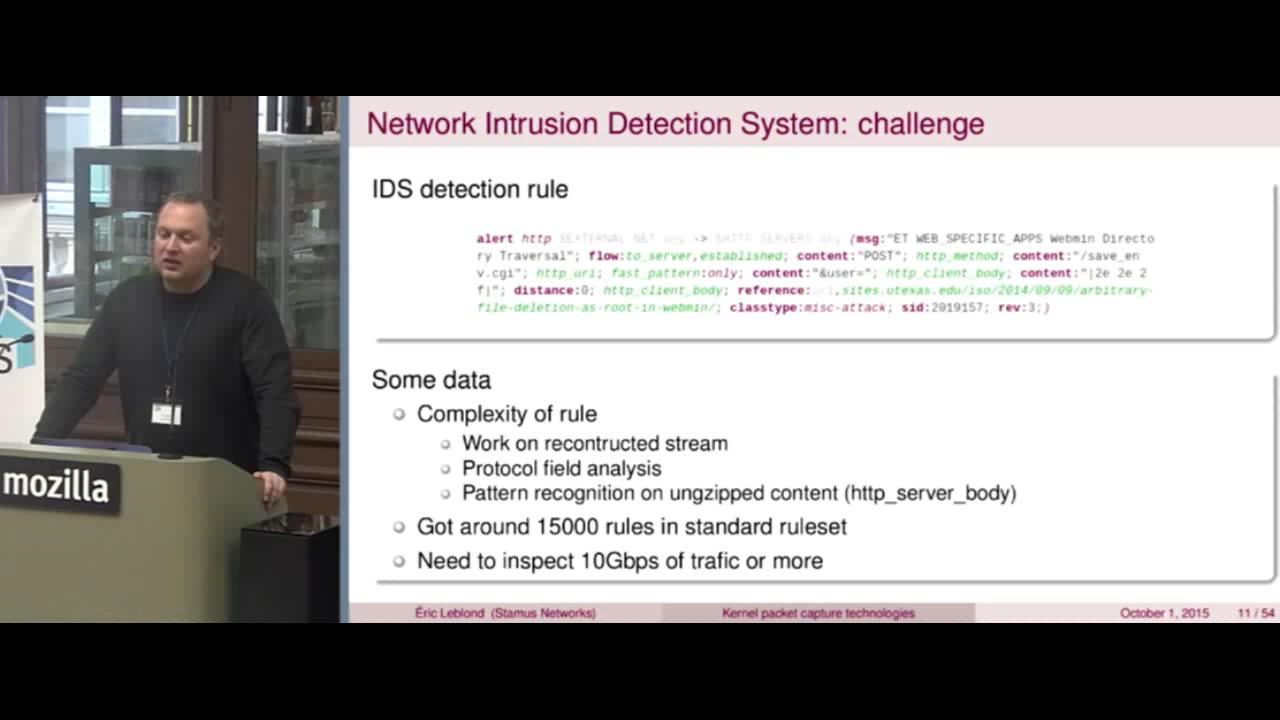 Network Intrusion Detection System: challenge
IDS detection rule
alert http $EXTERNAL_NET any -> $HTTP_SERVERS any (msg:"ET WEB_SPECIFIC_APPS Webmin Directo
ry Traversal"; flow:to_server,established; content:"POST"; http_method; content:"/save_en
v.cgi"; http_uri; fast_pattern:only; content:"&user="; http_client_body; content:"|2e 2e 2
f|"; distance:0; http_client_body; reference:url,sites.utexas.edu/iso/2014/09/09/arbitrary-
file-deletion-as-root-in-webmin/; classtype:misc-attack; sid:2019157; rev:3;)
Some data
Complexity of rule
Work on recontructed stream
Protocol field analysis
Pattern recognition on ungzipped content (http_server_body)
Got around 15000 rules in standard ruleset
Need to inspect 10Gbps of trafic or more
mozilla
Éric Leblond (Stamus Networks)
Kernel packet capture technologies
October 1, 2015
11 / 54